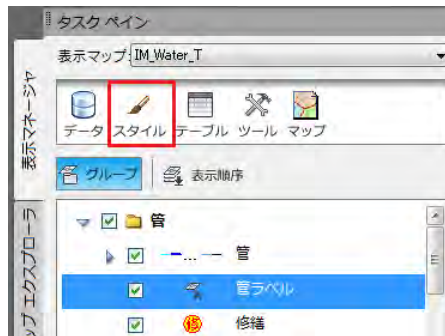 タスク ペイン
表示マップ: IM_Water_T
表示マネージャ
データ スタイル テーブル ツール マップ
グループ 表示順序
管
管
管ラベル
修 修繕
マップ エクスプローラ